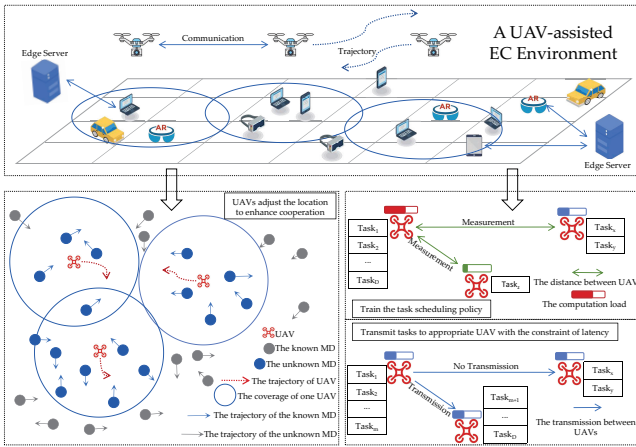 A UAV-assisted
EC Environment
Communication
Trajectory
Edge Server
AR
AR
AR
Edge Server
UAVs adjust the location
to enhance cooperation
UAV
The known MD
The unknown MD
The trajectory of UAV
The coverage of one UAV
The trajectory of the known MD
The trajectory of the unknown MD
Task1
Task2
...
TaskD
Measurement
Measurement
Taskx
Tasky
Taskz
The distance between UAV
The computation load
Train the task scheduling policy
Transmit tasks to appropriate UAV with the constraint of latency
Task1
Task2
...
Taskm
No Transmission
Transmission
Taskx
Tasky
Taskm+1
...
TaskD
The transmission between
UAVs